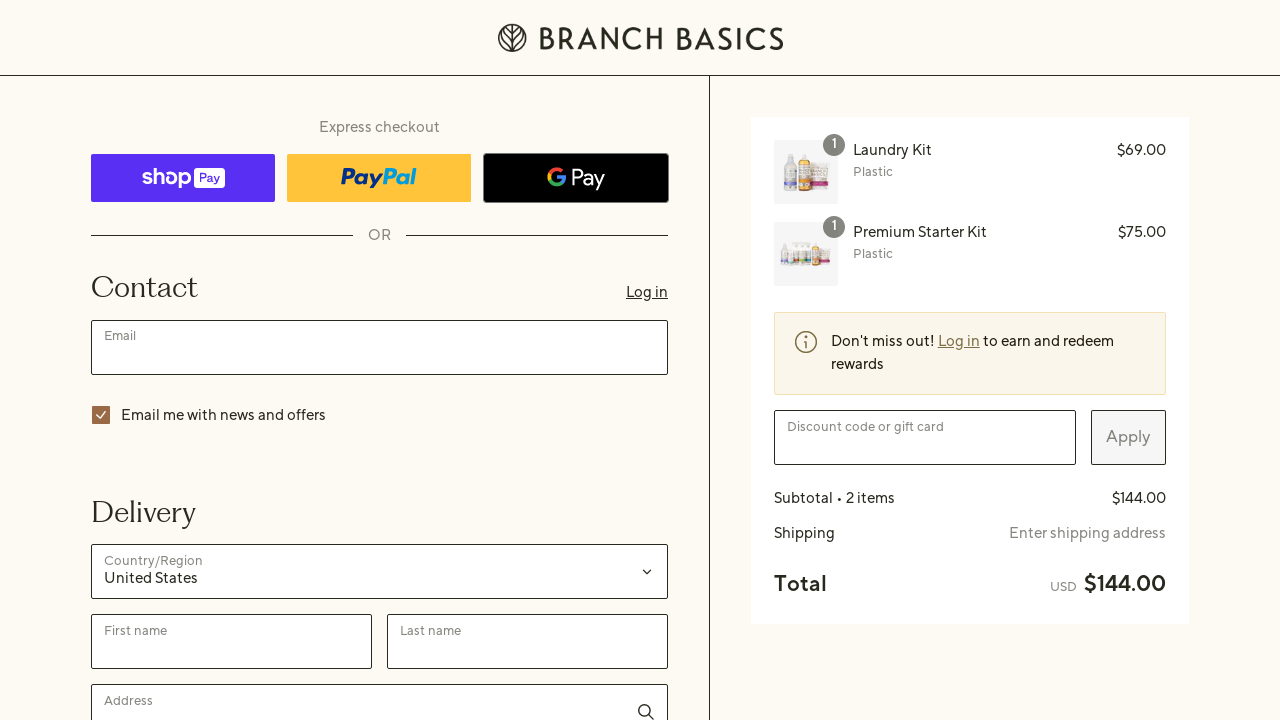 BRANCH BASICS
Express checkout
shop Pay
PayPal
G Pay
OR
Contact
Log in
Email
Email me with news and offers
Delivery
Country/Region
United States
First name
Last name
Address
1
Laundry Kit
$69.00
Plastic
1
Premium Starter Kit
$75.00
Plastic
Don't miss out! Log in to earn and redeem
rewards
Discount code or gift card
Apply
Subtotal • 2 items
$144.00
Shipping
Enter shipping address
Total
USD $144.00